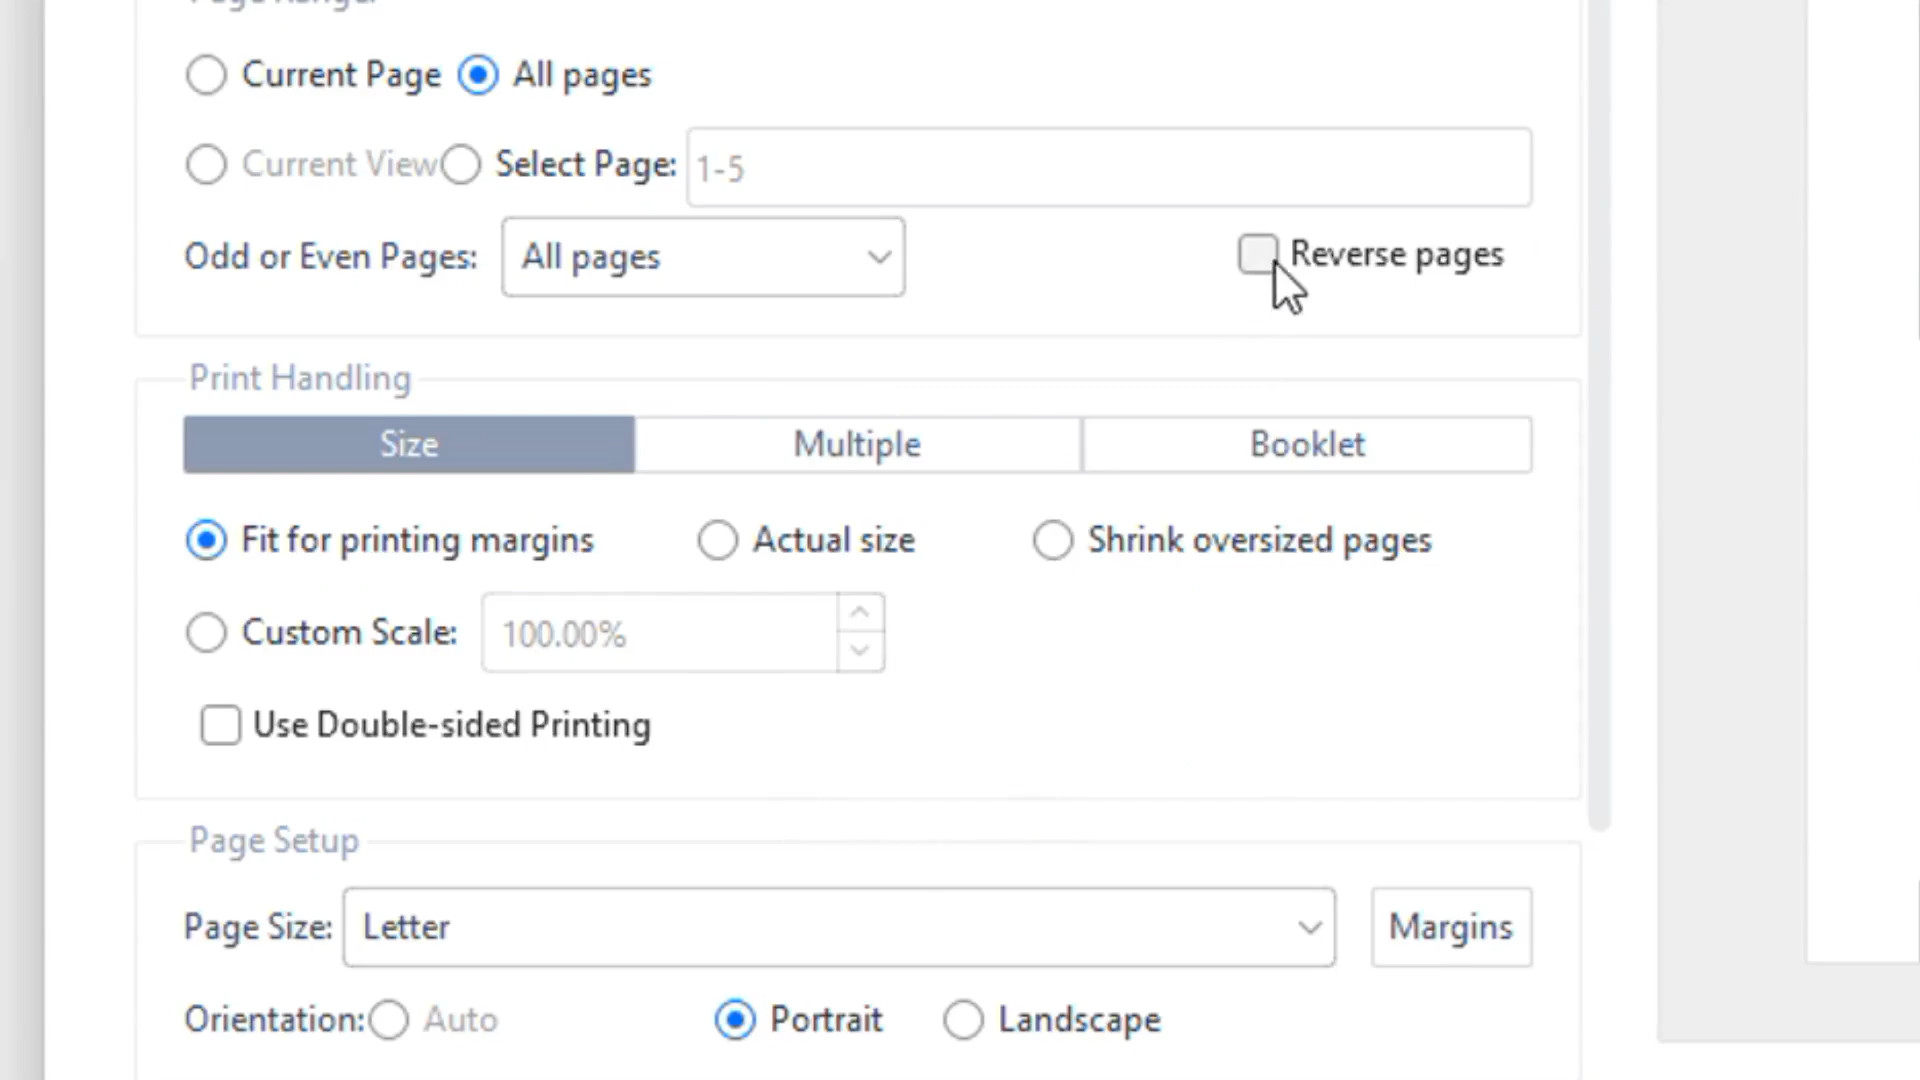 Page Range:
Current Page All pages
Current View Select Page: 1-5
Odd or Even Pages: All pages Reverse pages
Print Handling
Size Multiple Booklet
Fit for printing margins Actual size Shrink oversized pages
Custom Scale: 100.00%
Use Double-sided Printing
Page Setup
Page Size: Letter Margins
Orientation: Auto Portrait Landscape